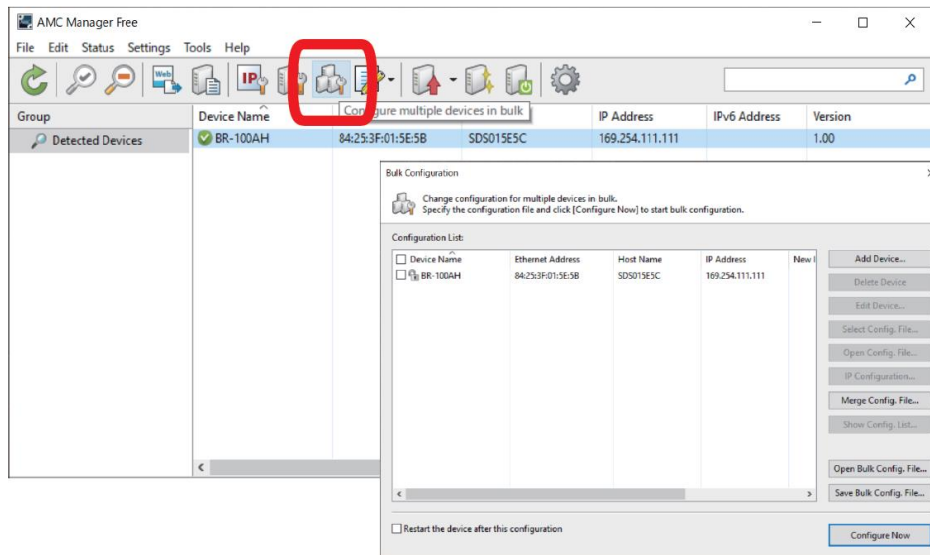 AMC Manager Free
File Edit Status Settings Tools Help
Web
IP
Configure multiple devices in bulk
Group
Device Name
IP Address
IPv6 Address
Version
Detected Devices
BR-100AH
84:25:3F:01:5E:5B
SDS015E5C
169.254.111.111
1.00
Bulk Configuration
Change configuration for multiple devices in bulk.
Specify the configuration file and click [Configure Now] to start bulk configuration.
Configuration List:
Device Name Ethernet Address Host Name IP Address New
BR-100AH 84:25:3F:01:5E:5B SDS015E5C 169.254.111.111
Add Device...
Delete Device
Edit Device...
Select Config. File...
Open Config. File...
IP Configuration...
Merge Config. File...
Show Config. List...
Open Bulk Config. File...
Save Bulk Config. File...
Restart the device after this configuration
Configure Now